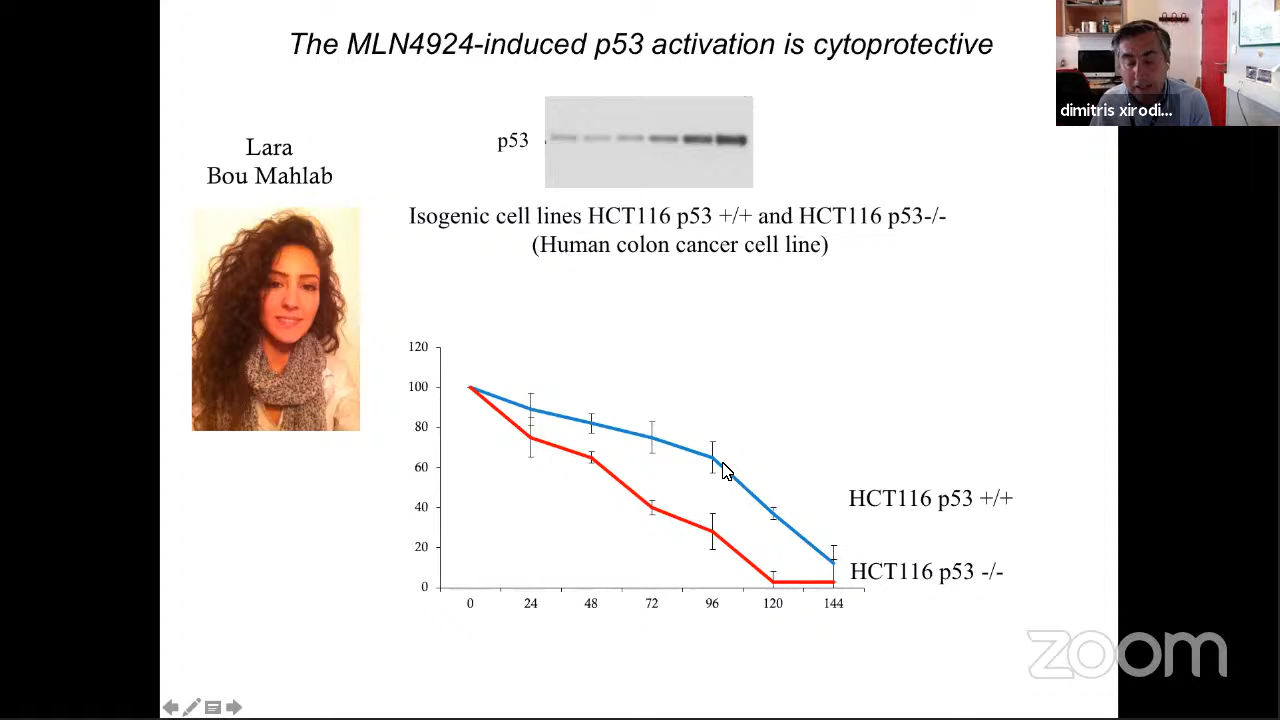 The MLN4924-induced p53 activation is cytoprotective
dimitris xirodi...
p53
Lara
Bou Mahlab
Isogenic cell lines HCT116 p53 +/+ and HCT116 p53-/-
(Human colon cancer cell line)
120
100
80
60
40
20
0
0 24 48 72 96 120 144
HCT116 p53 +/+
HCT116 p53 -/-
zoom